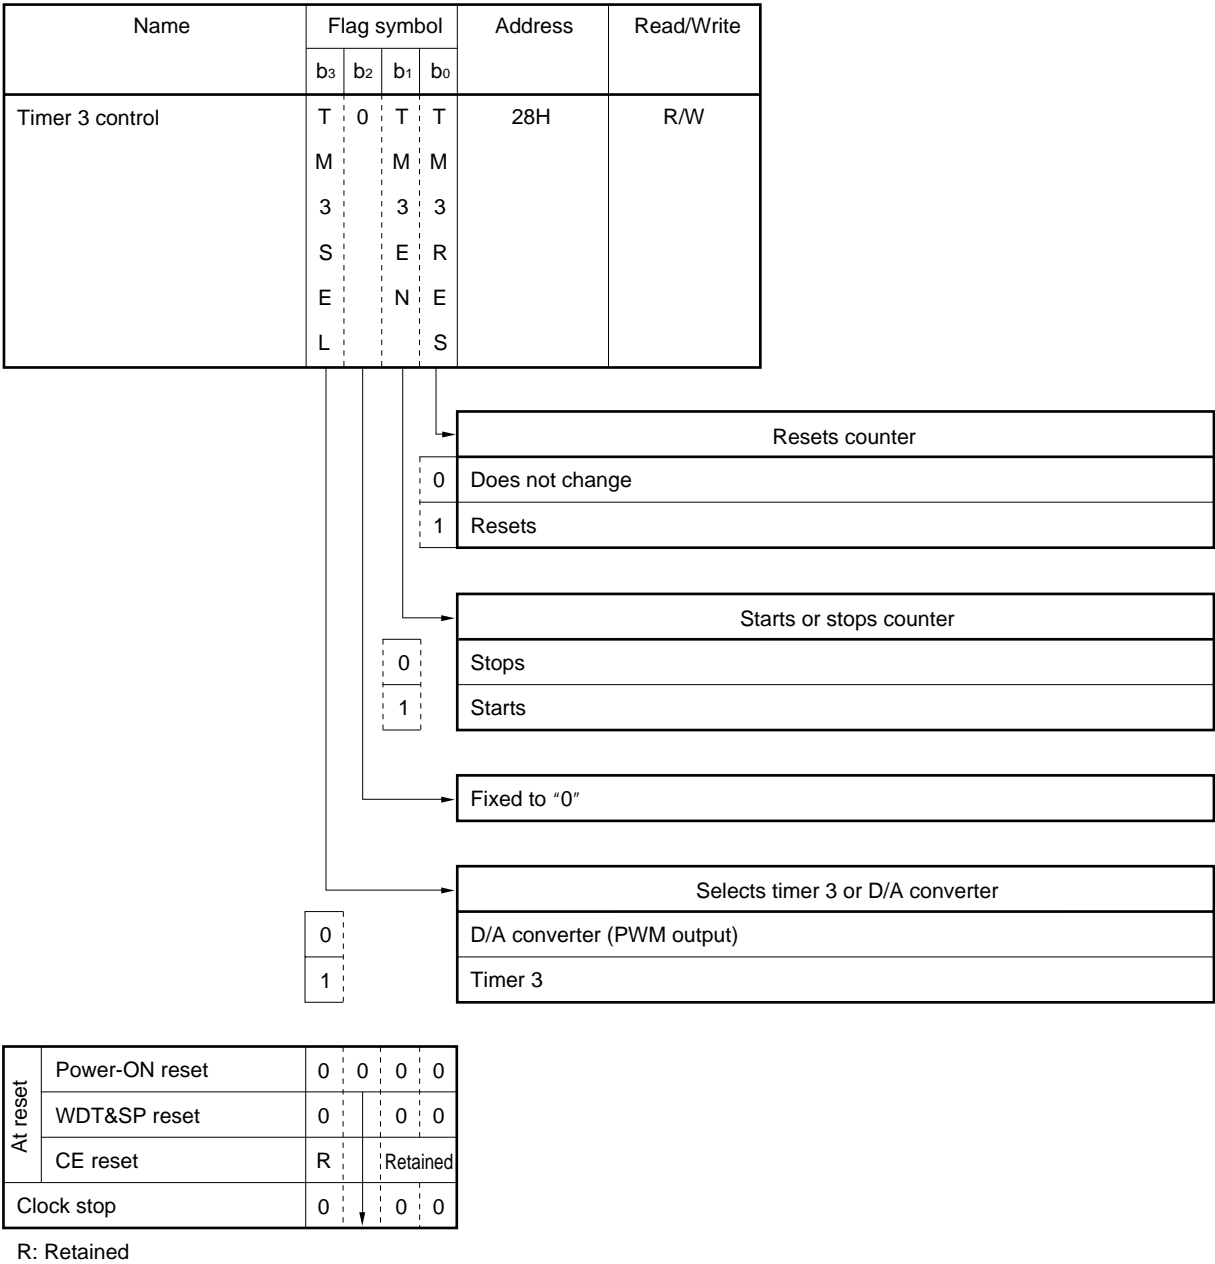 Name Flag symbol Address Read/Write
b3 b2 b1 b0
Timer 3 control T 0 T T 28H R/W
M M M
3 3 3
S E R
E N E
L S
Resets counter
0 Does not change
1 Resets
Starts or stops counter
0 Stops
1 Starts
Fixed to “0”
Selects timer 3 or D/A converter
0 D/A converter (PWM output)
1 Timer 3
At reset
Power-ON reset 0 0 0 0
WDT&SP reset 0 0 0
CE reset R Retained
Clock stop 0 0 0
R: Retained